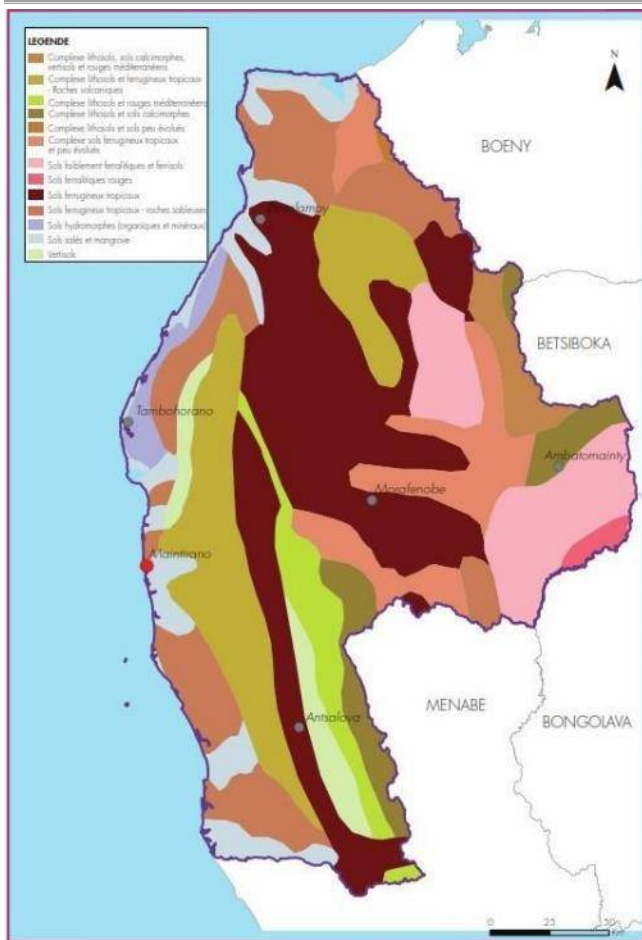 LEGENDE
Complexe lithosols, sols calcimorphes,
vertisols et rouges méditerranéens
Complexe lithosols et ferrugineux tropicaux
- Roches volcaniques
Complexe lithosols et rouges méditerranéens
Complexe lithosols et sols calcimorphes
Complexe lithosols et sols peu évolués
Complexe sols ferrugineux tropicaux
et peu évolués
Sols faiblement ferralitiques et ferrisols
Sols ferralitiques rouges
Sols ferrugineux tropicaux
Sols ferrugineux tropicaux - roches sableuses
Sols hydromorphes (organiques et minéraux)
Sols salés et mangrove
Vertisols
N
BOENY
BETSIBOKA
Tambohorano
Ambatomainty
Morafenobe
Maintirano
MENABE
BONGOLAVA
Antsalova
0 25 50
Km